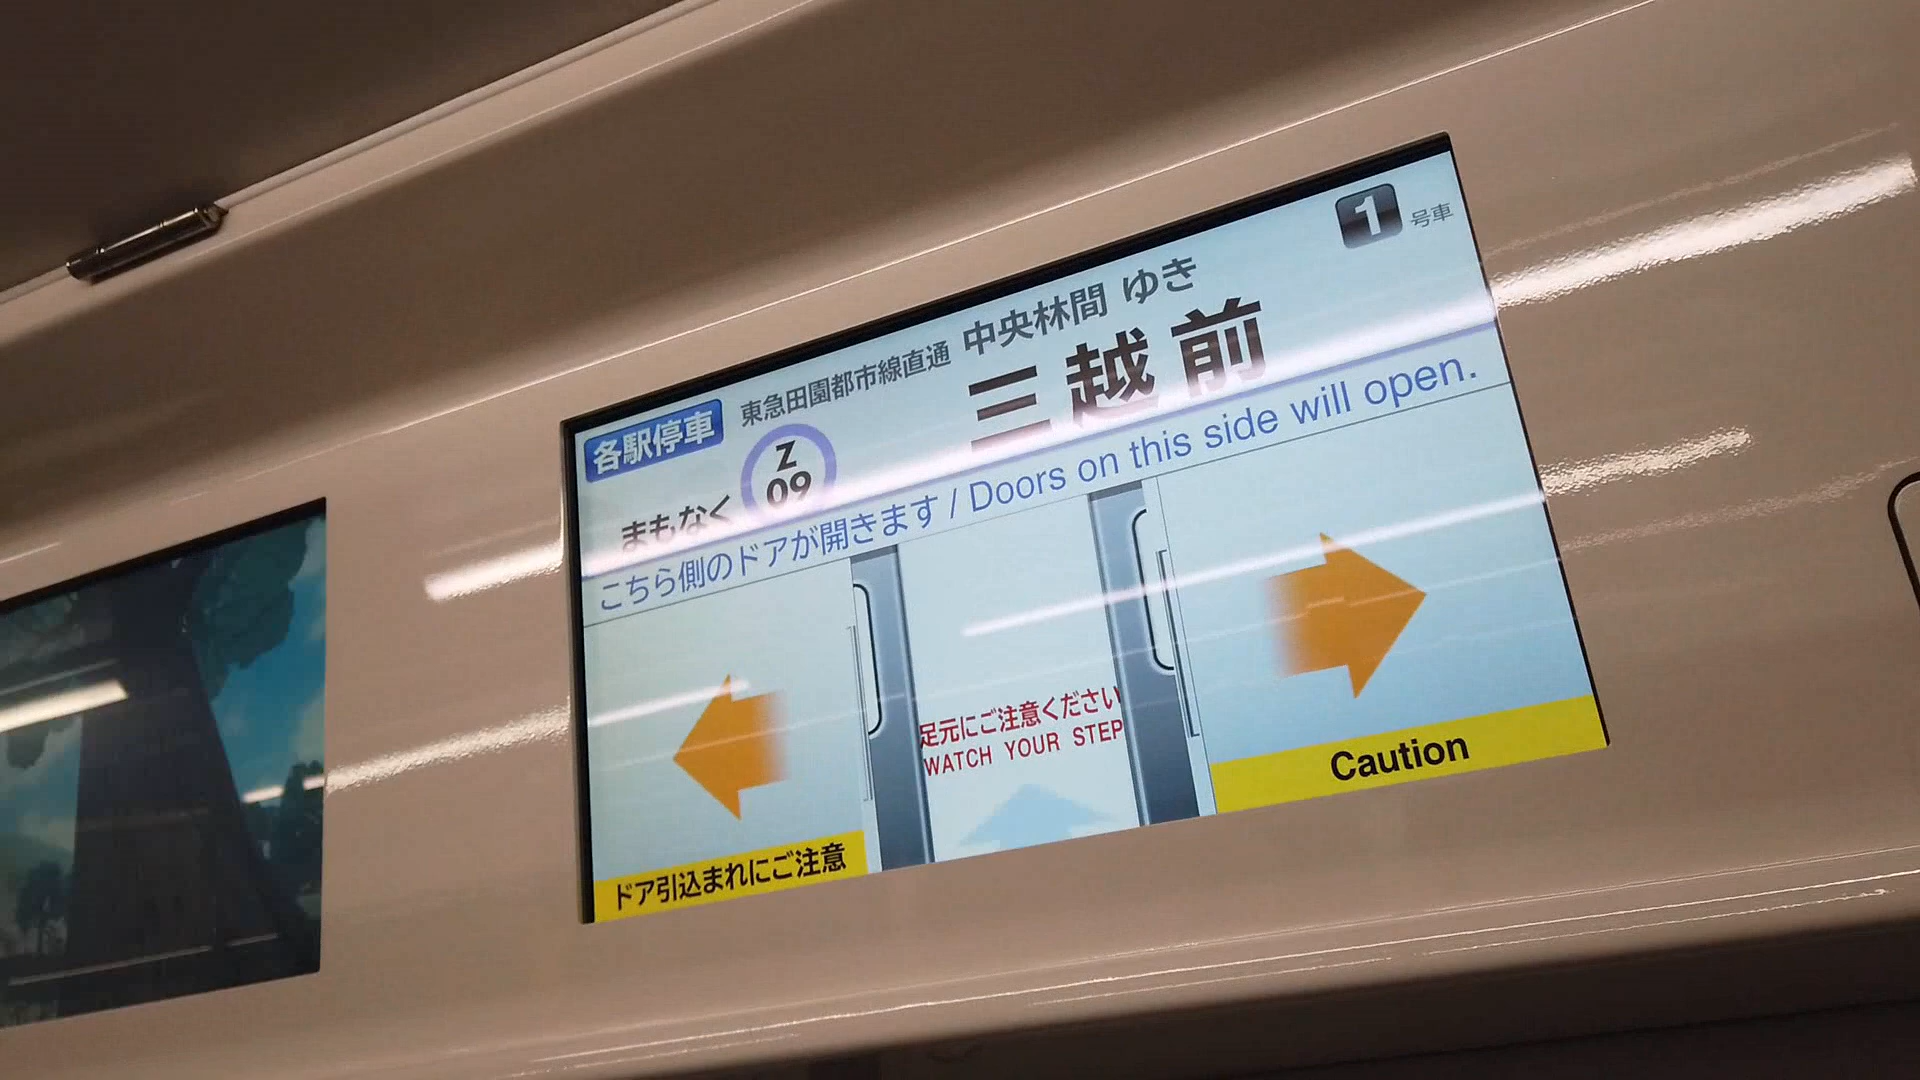 1 号車
各駅停車 東急田園都市線直通 中央林間 ゆき
まもなく Z 09 三越前
こちら側のドアが開きます / Doors on this side will open.
足元にご注意ください
WATCH YOUR STEP
ドア引込まれにご注意
Caution